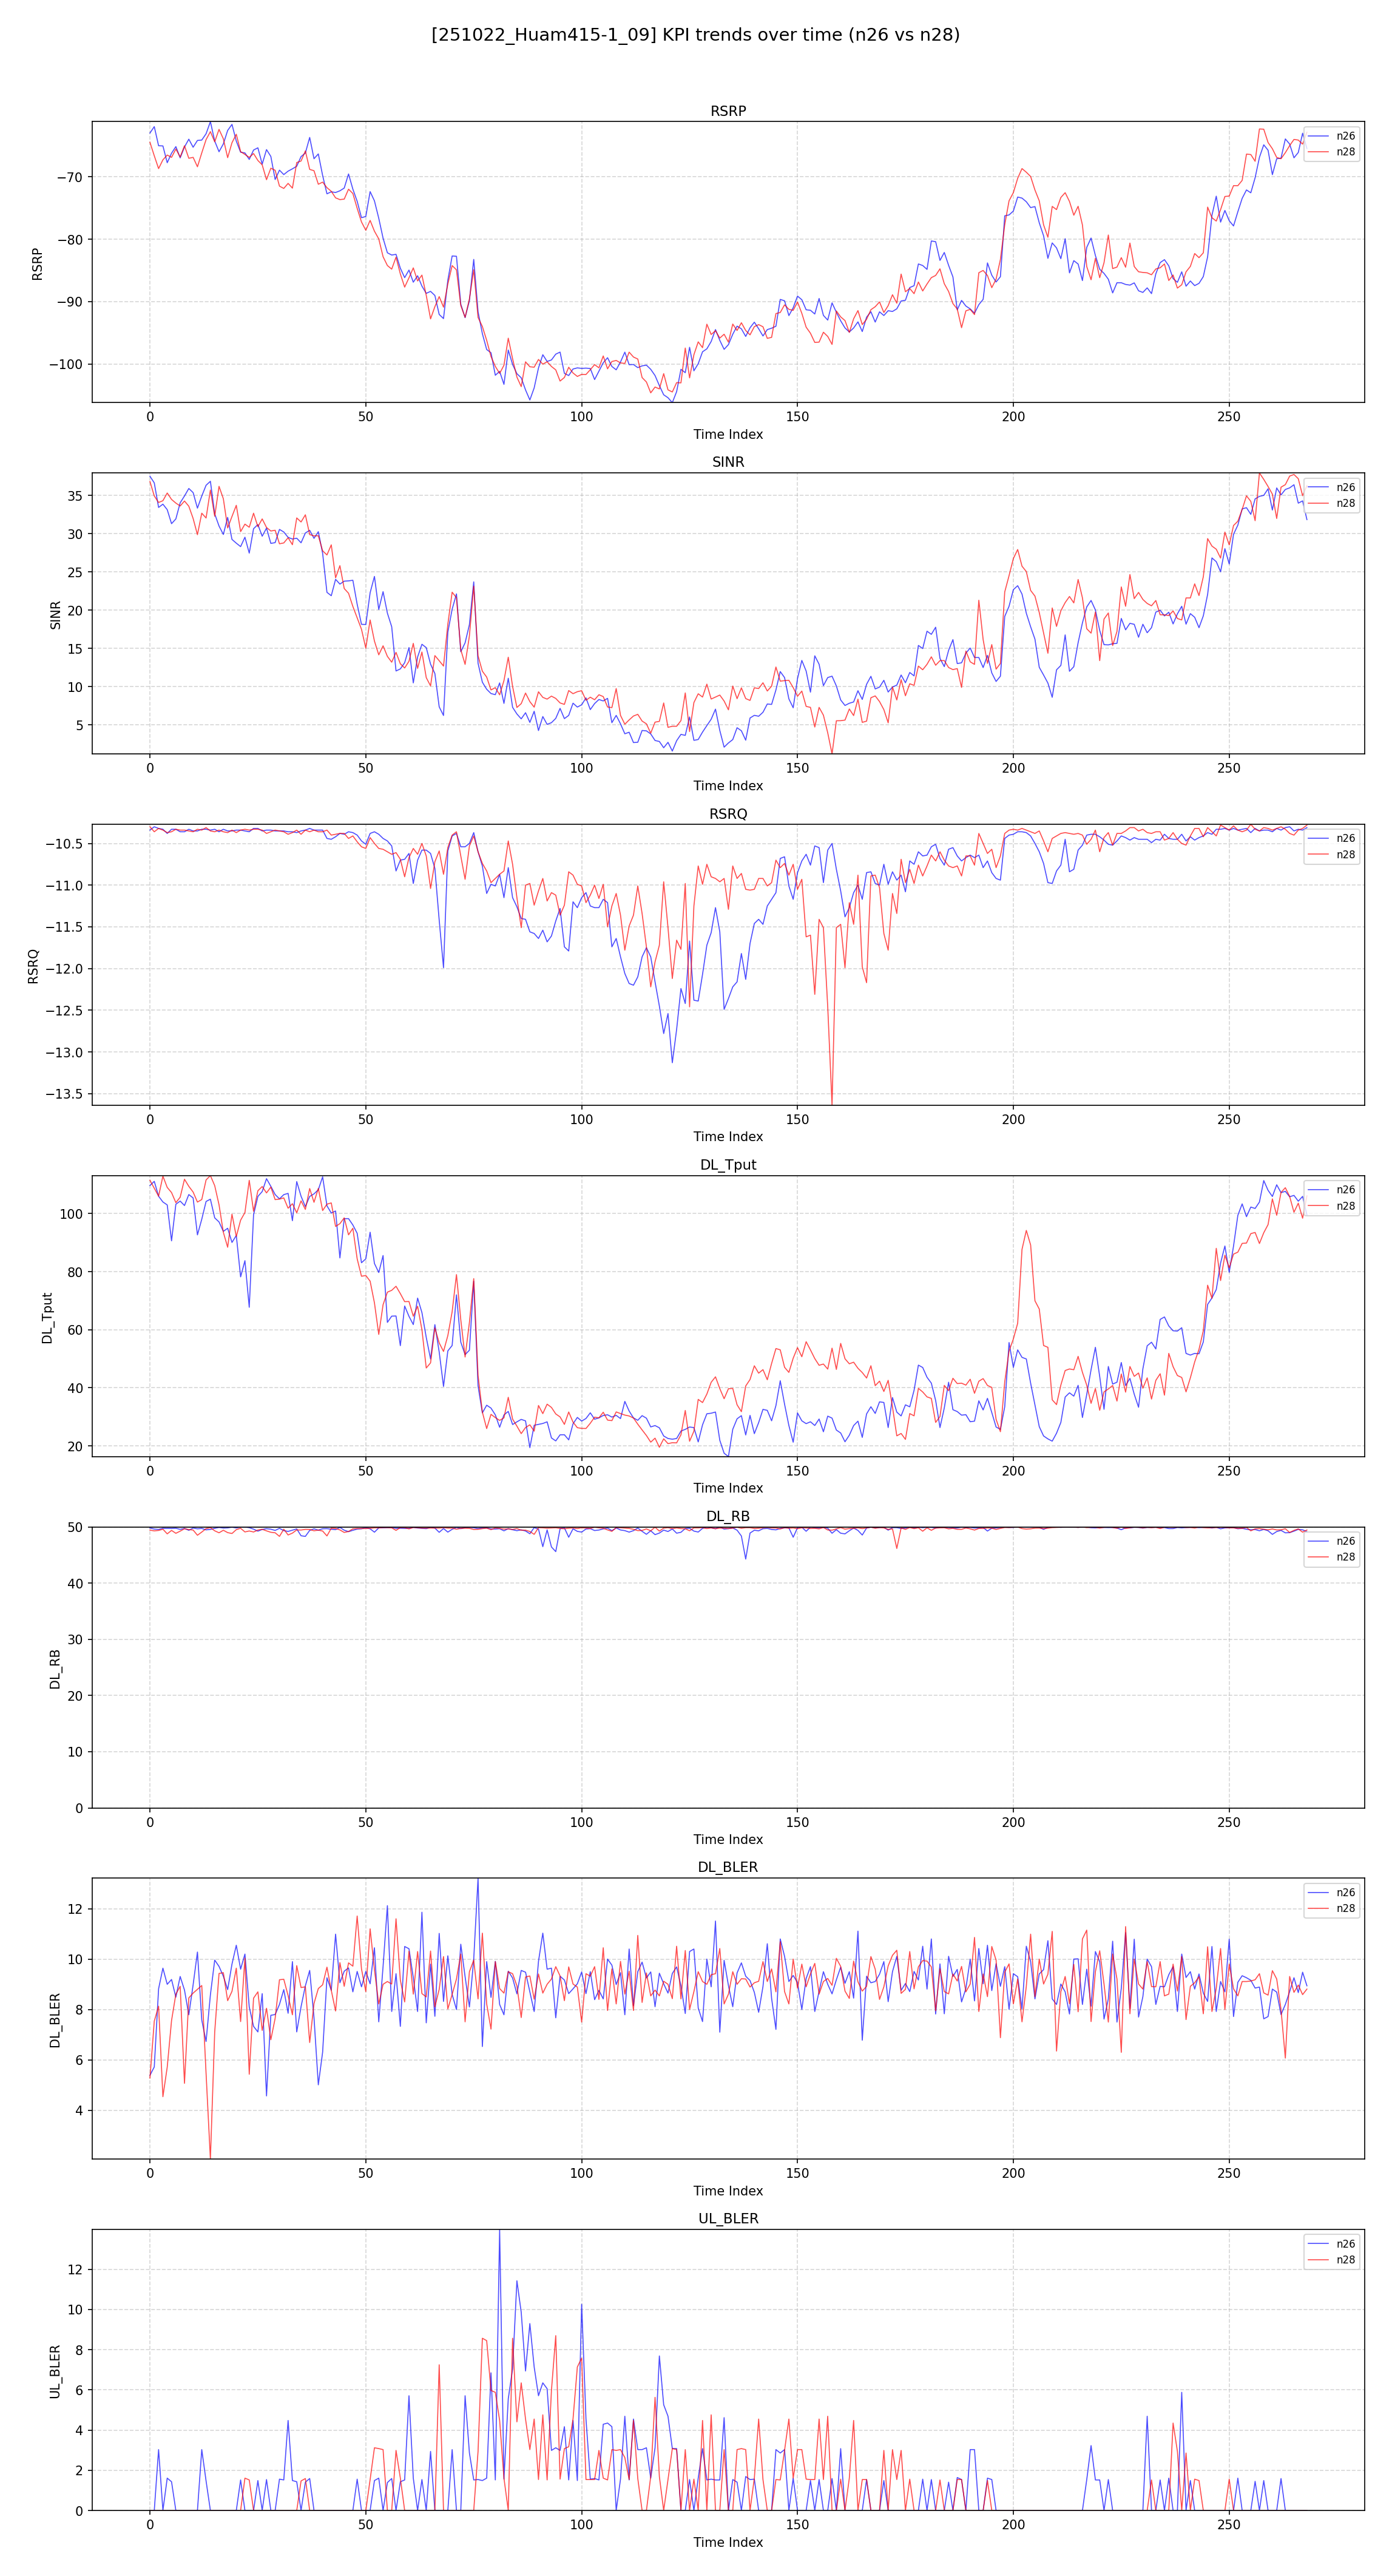 [251022_Huam415-1_09] KPI trends over time (n26 vs n28)
RSRP
n26
n28
−70
−80
−90
−100
RSRP
0 50 100 150 200 250
Time Index
SINR
n26
n28
35
30
25
20
15
10
5
SINR
0 50 100 150 200 250
Time Index
RSRQ
n26
n28
−10.5
−11.0
−11.5
−12.0
−12.5
−13.0
−13.5
RSRQ
0 50 100 150 200 250
Time Index
DL_Tput
n26
n28
100
80
60
40
20
DL_Tput
0 50 100 150 200 250
Time Index
DL_RB
n26
n28
50
40
30
20
10
0
DL_RB
0 50 100 150 200 250
Time Index
DL_BLER
n26
n28
12
10
8
6
4
DL_BLER
0 50 100 150 200 250
Time Index
UL_BLER
n26
n28
12
10
8
6
4
2
0
UL_BLER
0 50 100 150 200 250
Time Index